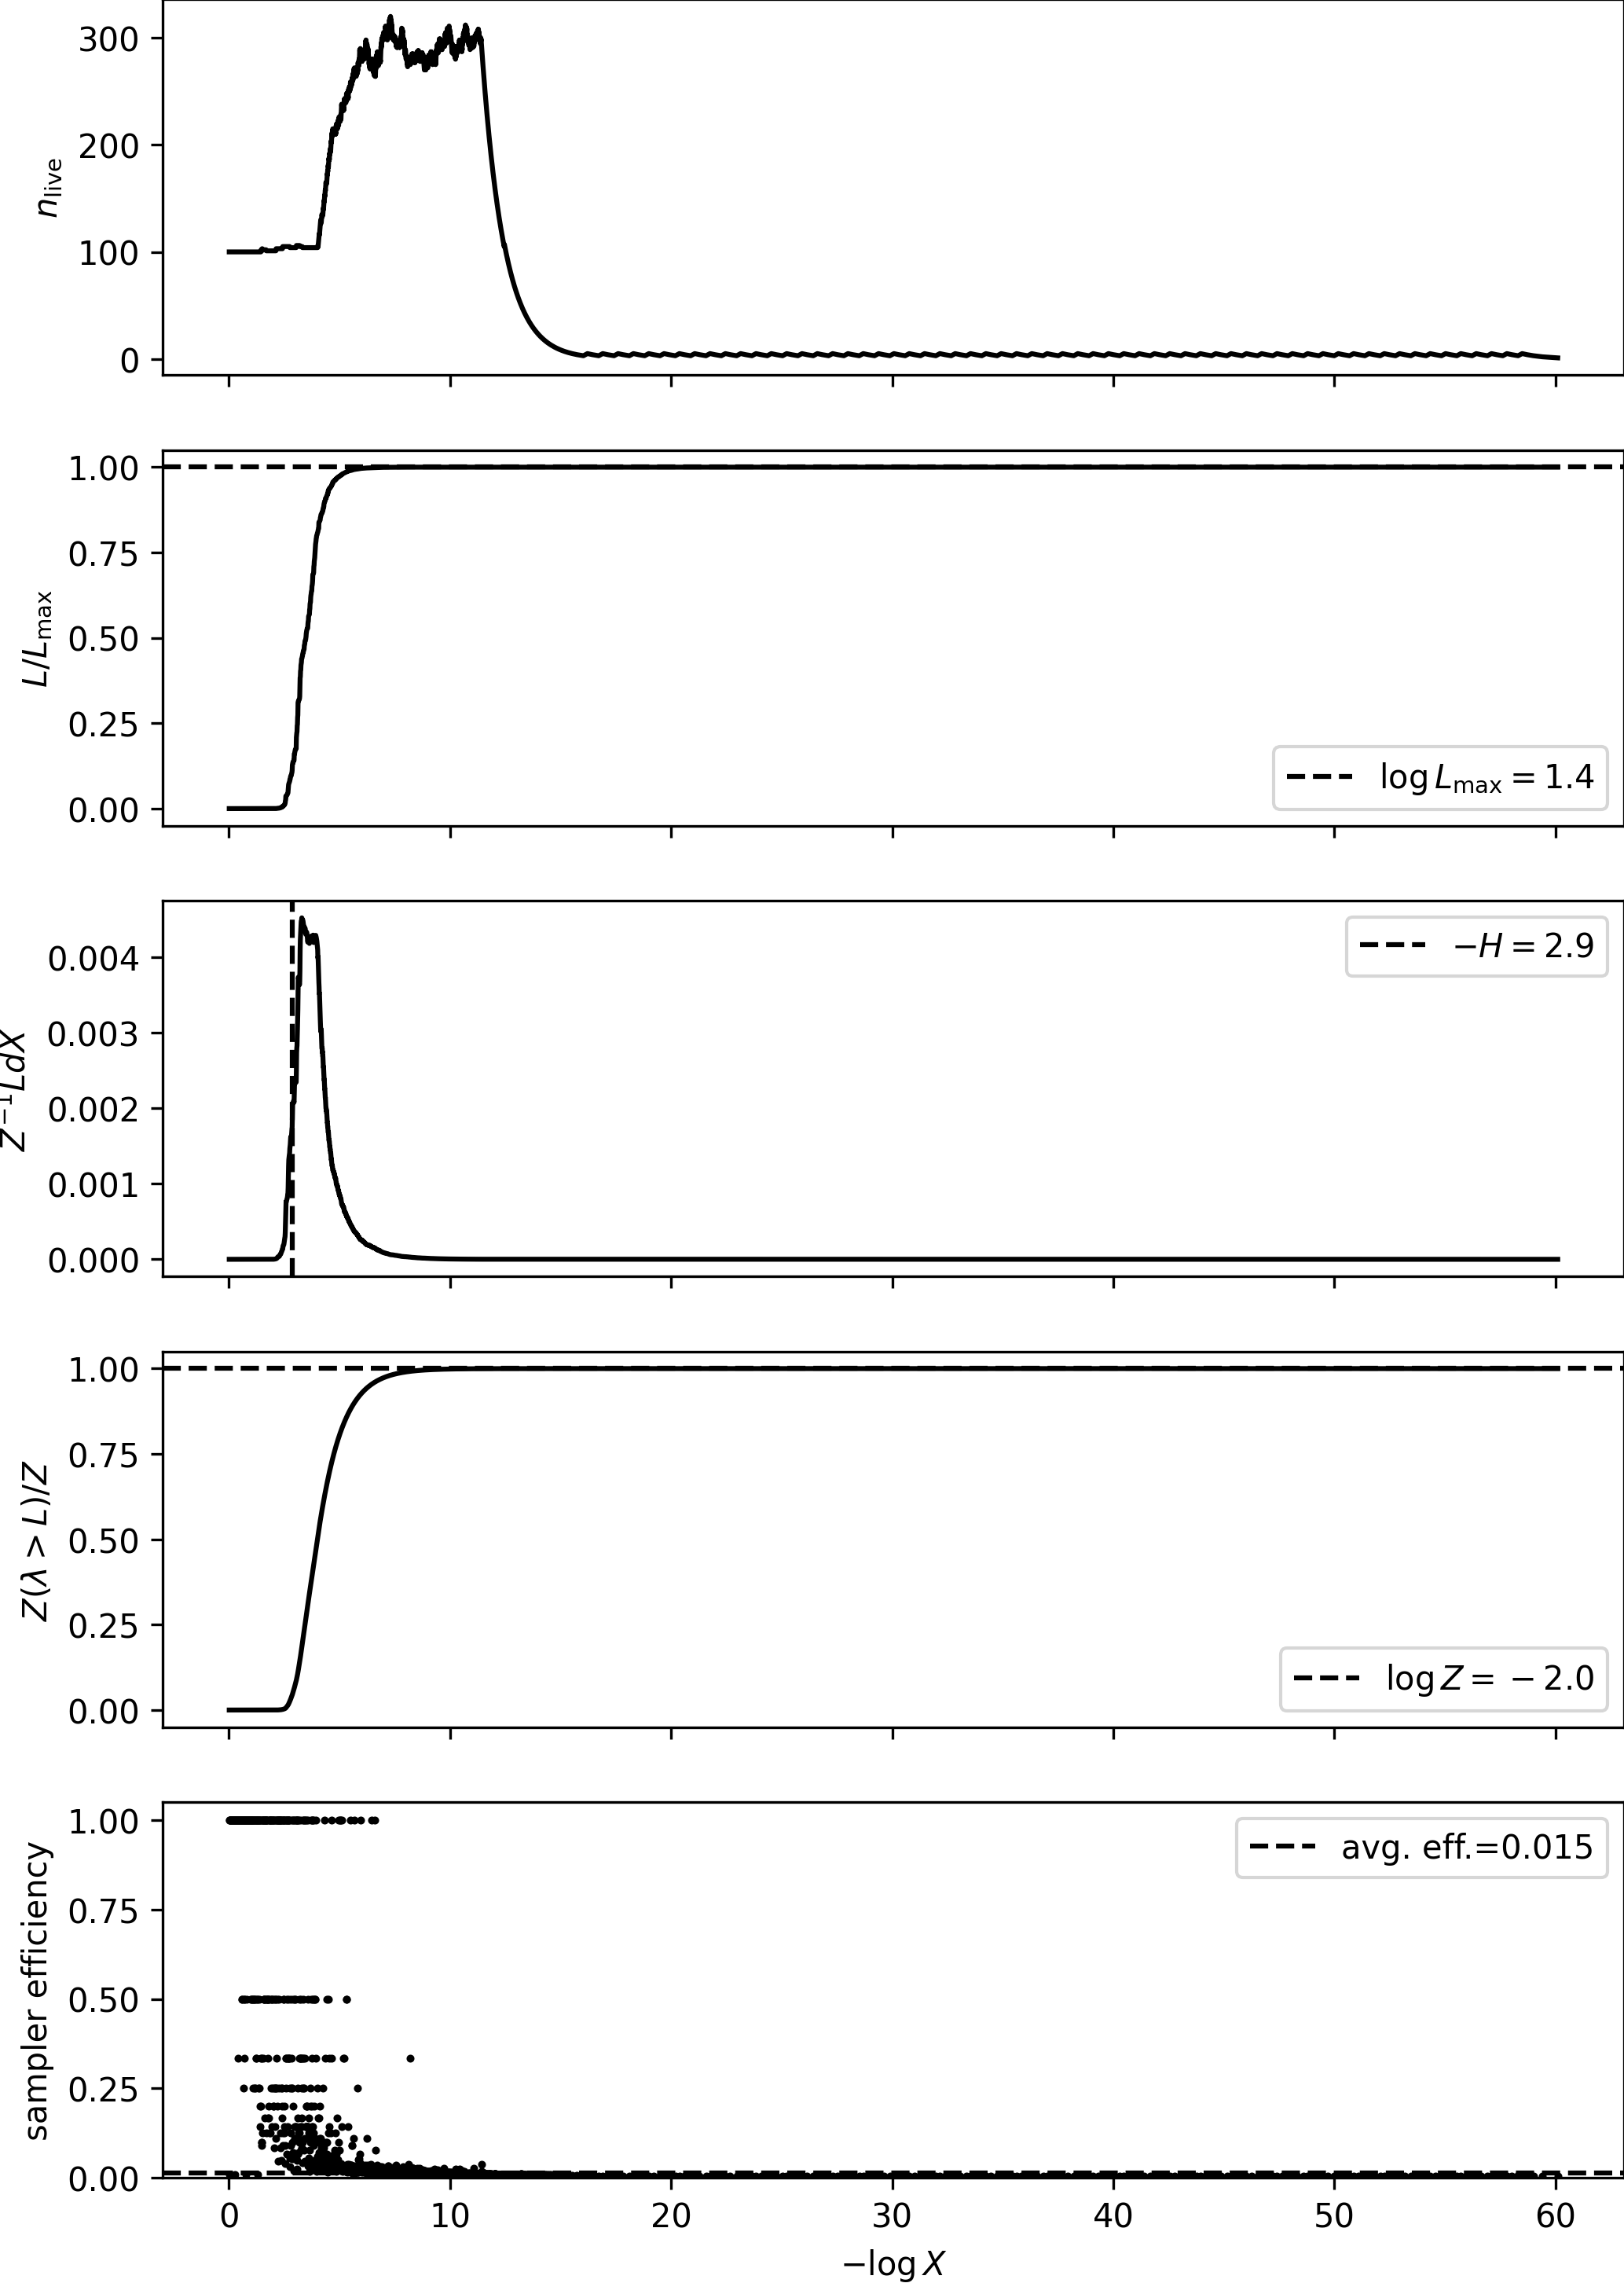 300
200
100
0
n_live
1.00
0.75
0.50
0.25
0.00
L/L_max
log L_max = 1.4
0.004
0.003
0.002
0.001
0.000
Z⁻¹LdX
−H = 2.9
1.00
0.75
0.50
0.25
0.00
Z(λ > L)/Z
log Z = −2.0
1.00
0.75
0.50
0.25
0.00
sampler efficiency
avg. eff.=0.015
0 10 20 30 40 50 60
−log X